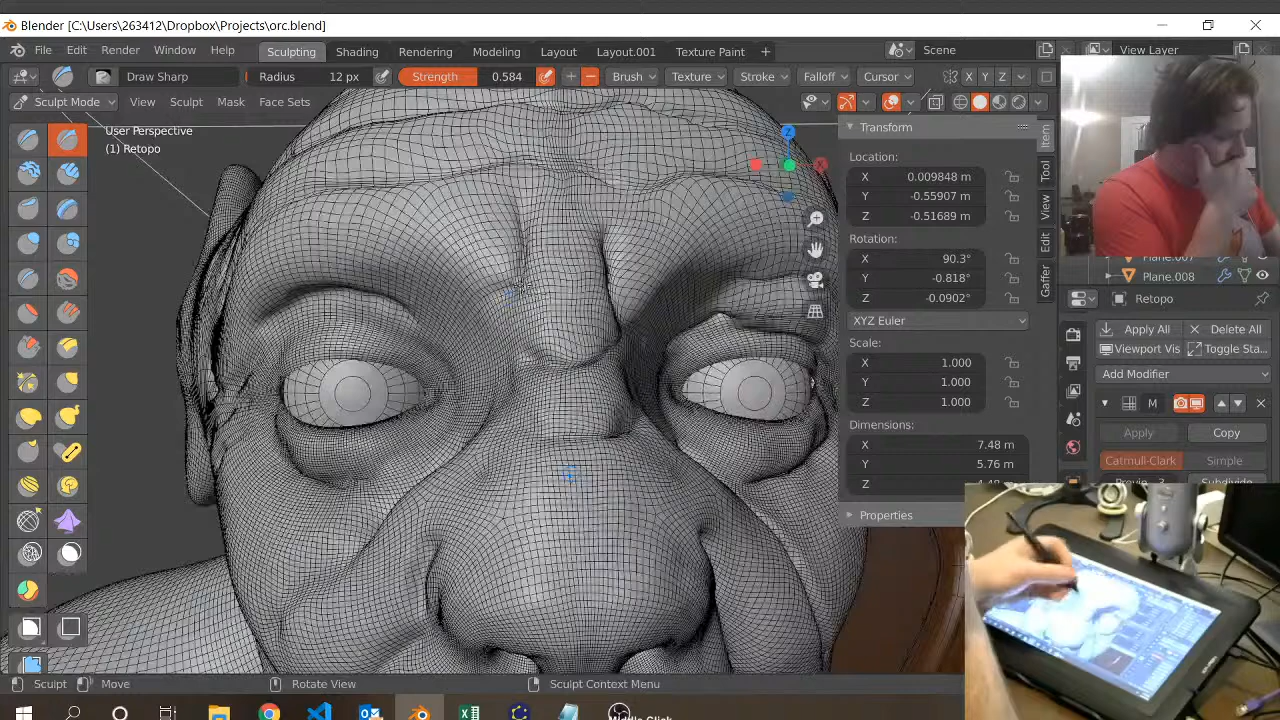 Blender [C:\Users\263412\Dropbox\Projects\orc.blend]
File Edit Render Window Help Sculpting Shading Rendering Modeling Layout Layout.001 Texture Paint + Scene View Layer
Draw Sharp Radius 12 px Strength 0.584 Brush Texture Stroke Falloff Cursor X Y Z
Sculpt Mode View Sculpt Mask Face Sets
User Perspective
(1) Retopo
Z
X
Transform
Location:
X 0.009848 m
Y -0.55907 m
Z -0.51689 m
Rotation:
X 90.3°
Y -0.818°
Z -0.0902°
XYZ Euler
Scale:
X 1.000
Y 1.000
Z 1.000
Dimensions:
X 7.48 m
Y 5.76 m
Z
Properties
Item
Tool
View
Edit
Gaffer
Plane.008
Retopo
Apply All Delete All
Viewport Vis Toggle Sta...
Add Modifier
M
Apply Copy
Catmull-Clark Simple
Sculpt Move Rotate View Sculpt Context Menu
Middle Click